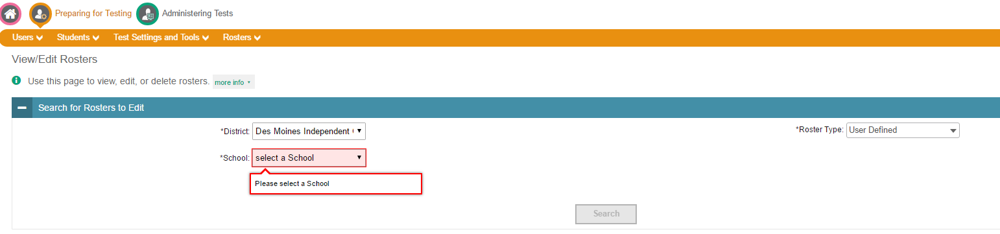 Preparing for Testing Administering Tests
Users Students Test Settings and Tools Rosters
View/Edit Rosters
Use this page to view, edit, or delete rosters. more info
Search for Rosters to Edit
*District: Des Moines Independent *Roster Type: User Defined
*School: select a School
Please select a School
Search